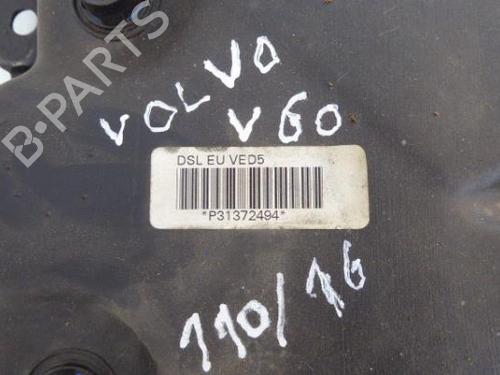 B-PARTS
VOLVO
V60
DSL EU VED5
*P31372494*
110/16